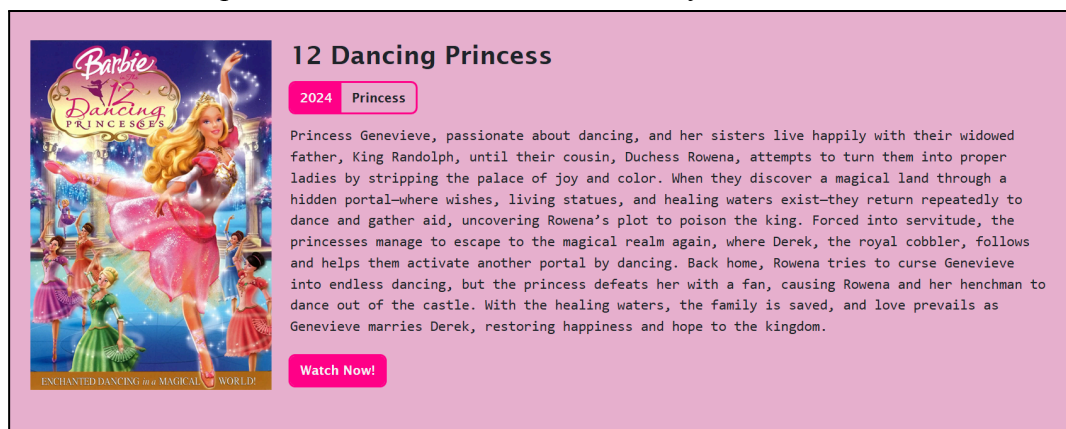 Barbie
in The
12
Dancing
PRINCESSES
ENCHANTED DANCING in a MAGICAL WORLD!
12 Dancing Princess
2024 Princess
Princess Genevieve, passionate about dancing, and her sisters live happily with their widowed
father, King Randolph, until their cousin, Duchess Rowena, attempts to turn them into proper
ladies by stripping the palace of joy and color. When they discover a magical land through a
hidden portal—where wishes, living statues, and healing waters exist—they return repeatedly to
dance and gather aid, uncovering Rowena’s plot to poison the king. Forced into servitude, the
princesses manage to escape to the magical realm again, where Derek, the royal cobbler, follows
and helps them activate another portal by dancing. Back home, Rowena tries to curse Genevieve
into endless dancing, but the princess defeats her with a fan, causing Rowena and her henchman to
dance out of the castle. With the healing waters, the family is saved, and love prevails as
Genevieve marries Derek, restoring happiness and hope to the kingdom.
Watch Now!